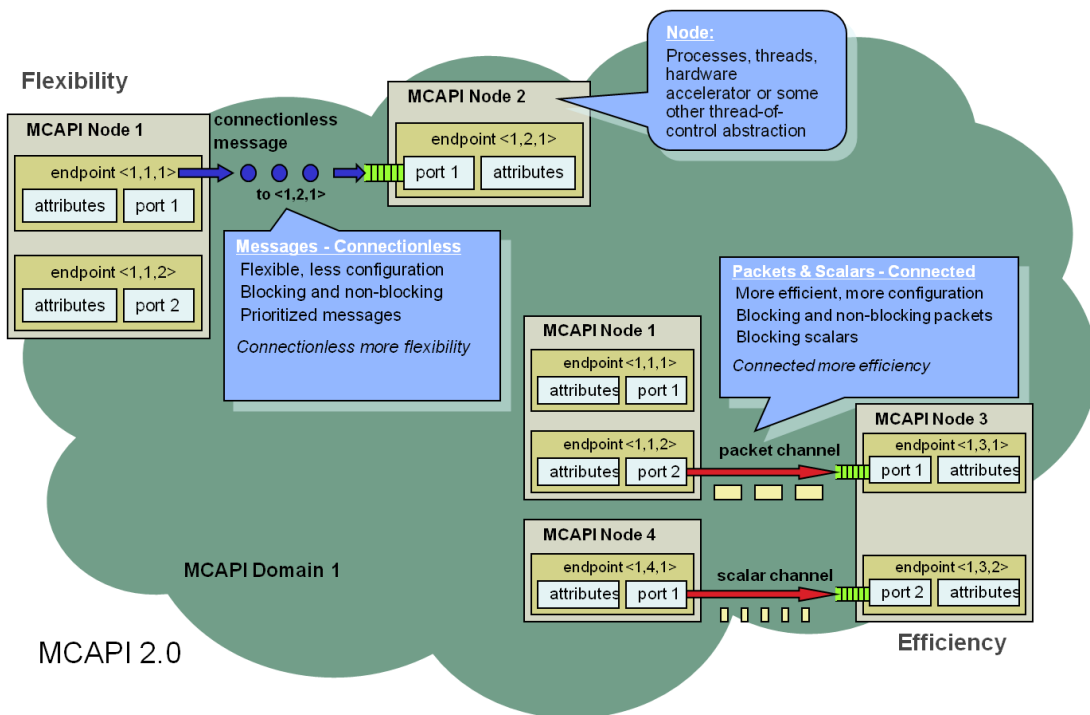 Flexibility
MCAPI Node 1
endpoint <1,1,1>
attributes
port 1
endpoint <1,1,2>
attributes
port 2
connectionless
message
to <1,2,1>
MCAPI Node 2
endpoint <1,2,1>
port 1
attributes
Node:
Processes, threads,
hardware
accelerator or some
other thread-of-
control abstraction
Messages - Connectionless
Flexible, less configuration
Blocking and non-blocking
Prioritized messages
Connectionless more flexibility
Packets & Scalars - Connected
More efficient, more configuration
Blocking and non-blocking packets
Blocking scalars
Connected more efficiency
MCAPI Node 1
endpoint <1,1,1>
attributes
port 1
endpoint <1,1,2>
attributes
port 2
packet channel
MCAPI Node 3
endpoint <1,3,1>
port 1
attributes
MCAPI Node 4
endpoint <1,4,1>
attributes
port 1
scalar channel
endpoint <1,3,2>
port 2
attributes
MCAPI Domain 1
MCAPI 2.0
Efficiency